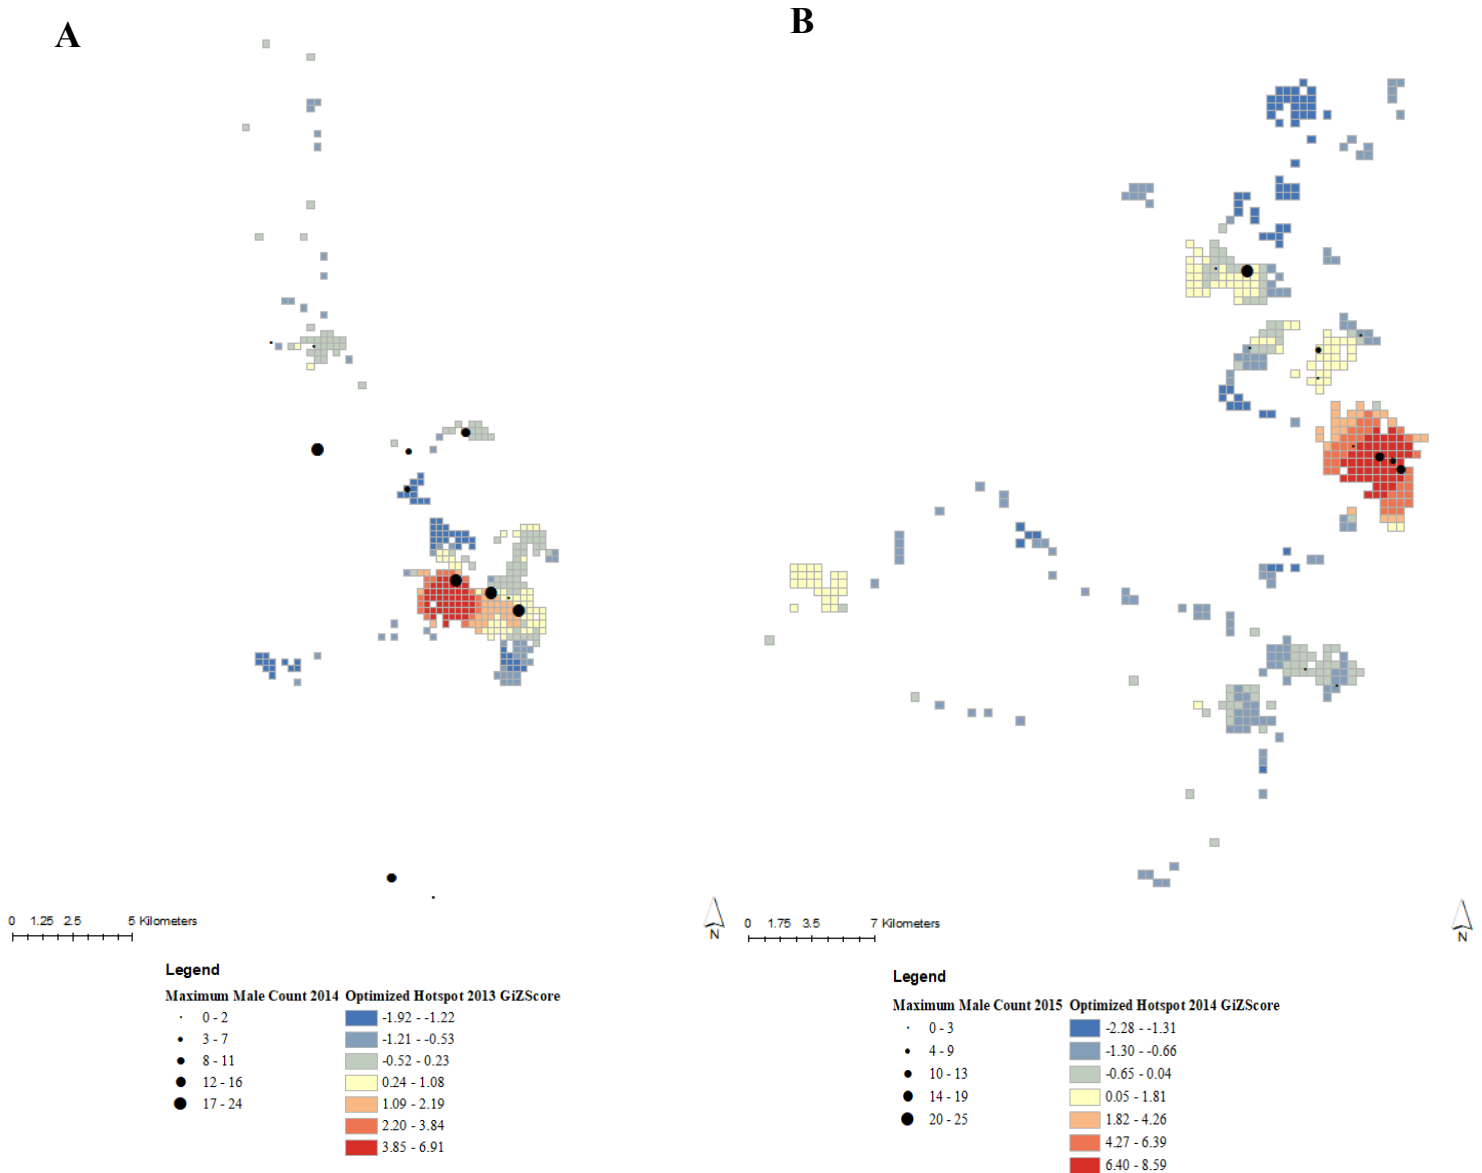 A
B
0 1.25 2.5 5 Kilometers
N
0 1.75 3.5 7 Kilometers
N
Legend
Maximum Male Count 2014 Optimized Hotspot 2013 GiZScore
0 - 2 -1.92 - -1.22
3 - 7 -1.21 - -0.53
8 - 11 -0.52 - 0.23
12 - 16 0.24 - 1.08
17 - 24 1.09 - 2.19
2.20 - 3.84
3.85 - 6.91
Legend
Maximum Male Count 2015 Optimized Hotspot 2014 GiZScore
0 - 3 -2.28 - -1.31
4 - 9 -1.30 - -0.66
10 - 13 -0.65 - 0.04
14 - 19 0.05 - 1.81
20 - 25 1.82 - 4.26
4.27 - 6.39
6.40 - 8.59